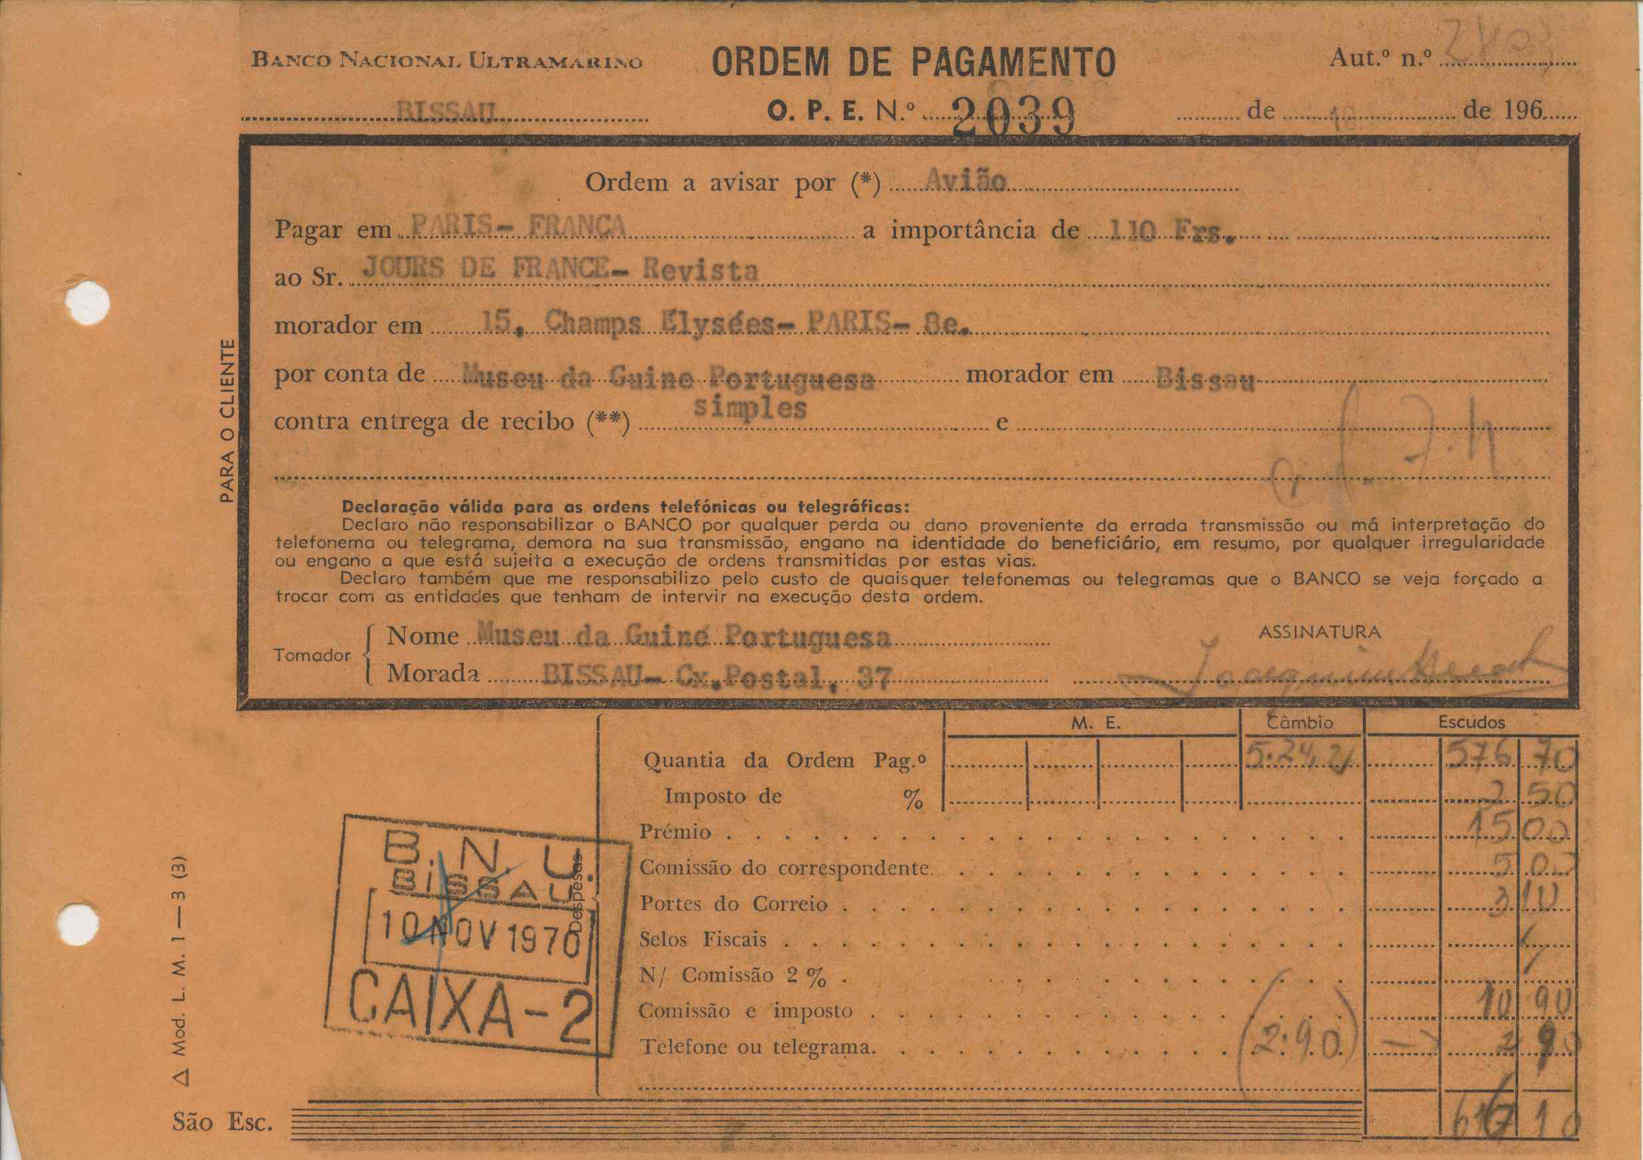 BANCO NACIONAL ULTRAMARINO
ORDEM DE PAGAMENTO
Aut.º n.º
BISSAU
O. P. E. N.º 2039
de 10 de 196
Ordem a avisar por (*) Avião
Pagar em PARIS- FRANÇA a importância de 110 Frs.
ao Sr. JOURS DE FRANCE- Revista
morador em 15, Champs Elysées- PARIS- 8e.
por conta de Museu da Guine Portuguesa morador em Bissau
contra entrega de recibo (**) simples e
PARA O CLIENTE
Declaração válida para as ordens telefónicas ou telegráficas:
Declaro não responsabilizar o BANCO por qualquer perda ou dano proveniente da errada transmissão ou má interpretação do
telefonema ou telegrama, demora na sua transmissão, engano na identidade do beneficiário, em resumo, por qualquer irregularidade
ou engano a que está sujeita a execução de ordens transmitidas por estas vias.
Declaro também que me responsabilizo pelo custo de quaisquer telefonemas ou telegramas que o BANCO se veja forçado a
trocar com as entidades que tenham de intervir na execução desta ordem.
Tomador
Nome Museu da Guiné Portuguesa
Morada BISSAU- Cx.Postal, 37
ASSINATURA
M. E. Câmbio Escudos
Quantia da Ordem Pag.º 5.24,2 576 70
Imposto de % 2 50
Prémio 15 00
Comissão do correspondente. 5 00
Portes do Correio 3 10
Selos Fiscais
N/ Comissão 2 %
Comissão e imposto 10 90
Telefone ou telegrama. (2.90) 2 90
Despesas
B. N. U.
BISSAU
10 NOV 1970
CAIXA-2
Mod. L. M. 1 — 3 (3)
São Esc. 617 10